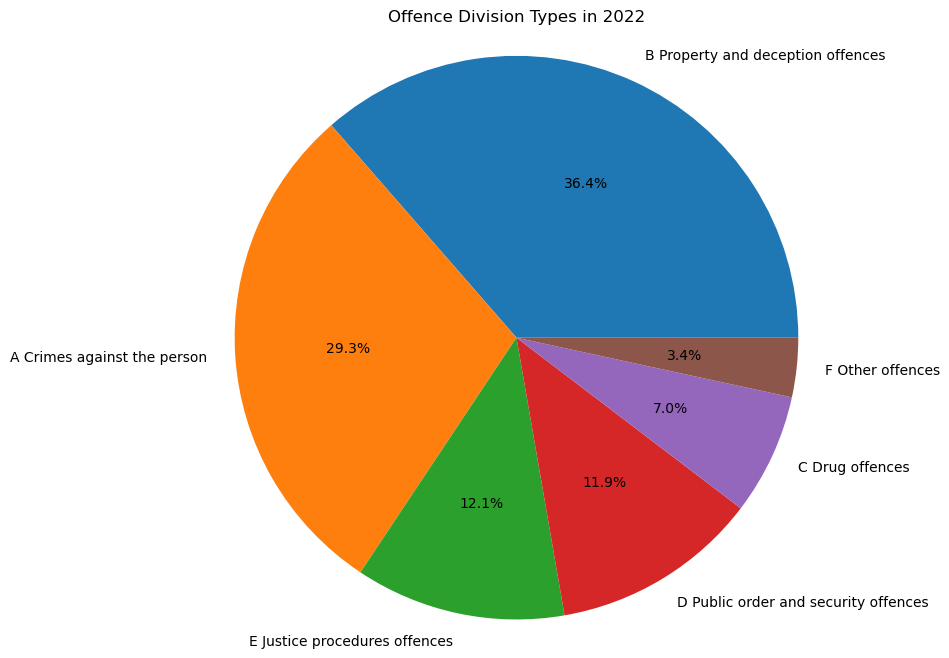 Offence Division Types in 2022
B Property and deception offences
36.4%
A Crimes against the person
29.3%
3.4%
F Other offences
7.0%
C Drug offences
12.1%
11.9%
D Public order and security offences
E Justice procedures offences